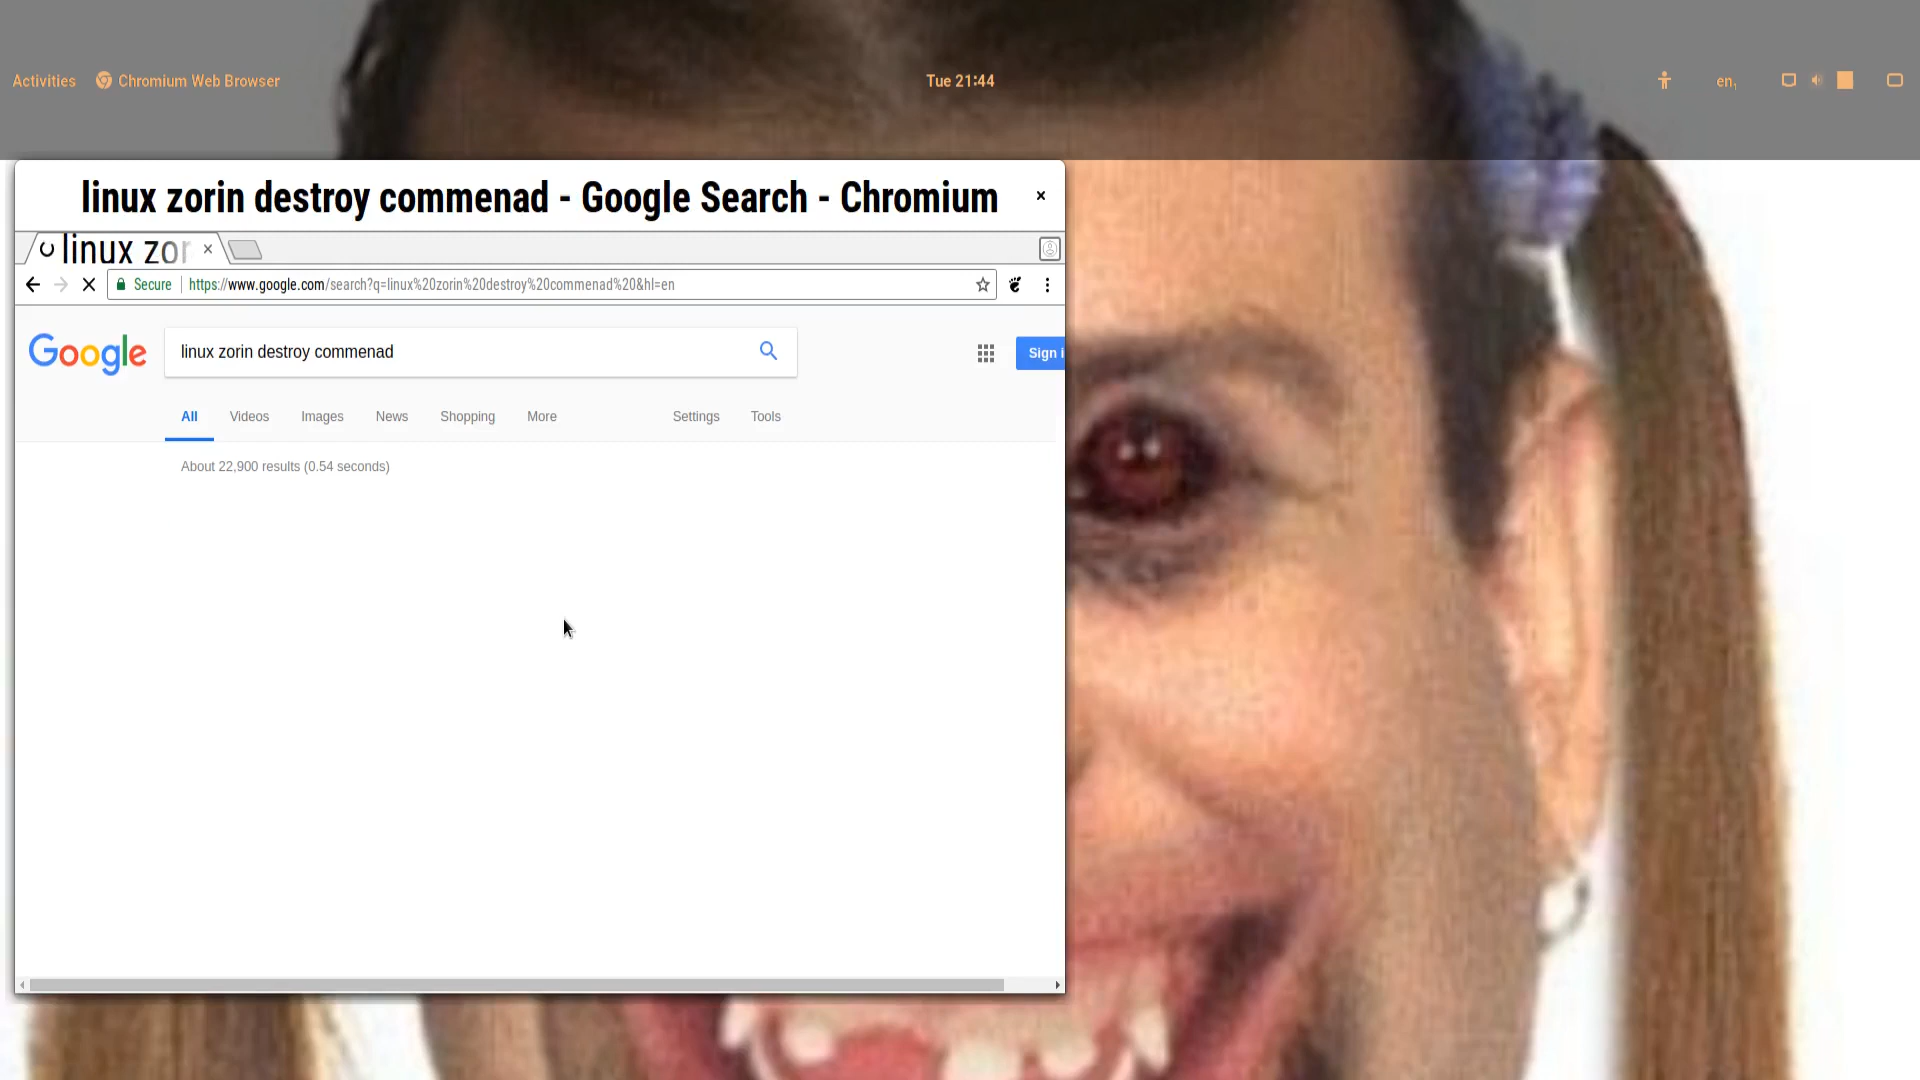 Activities Chromium Web Browser Tue 21:44 en₁
linux zorin destroy commenad - Google Search - Chromium ×
linux zor ×
Secure https://www.google.com/search?q=linux%20zorin%20destroy%20commenad%20&hl=en
Google linux zorin destroy commenad Sign i
All Videos Images News Shopping More Settings Tools
About 22,900 results (0.54 seconds)